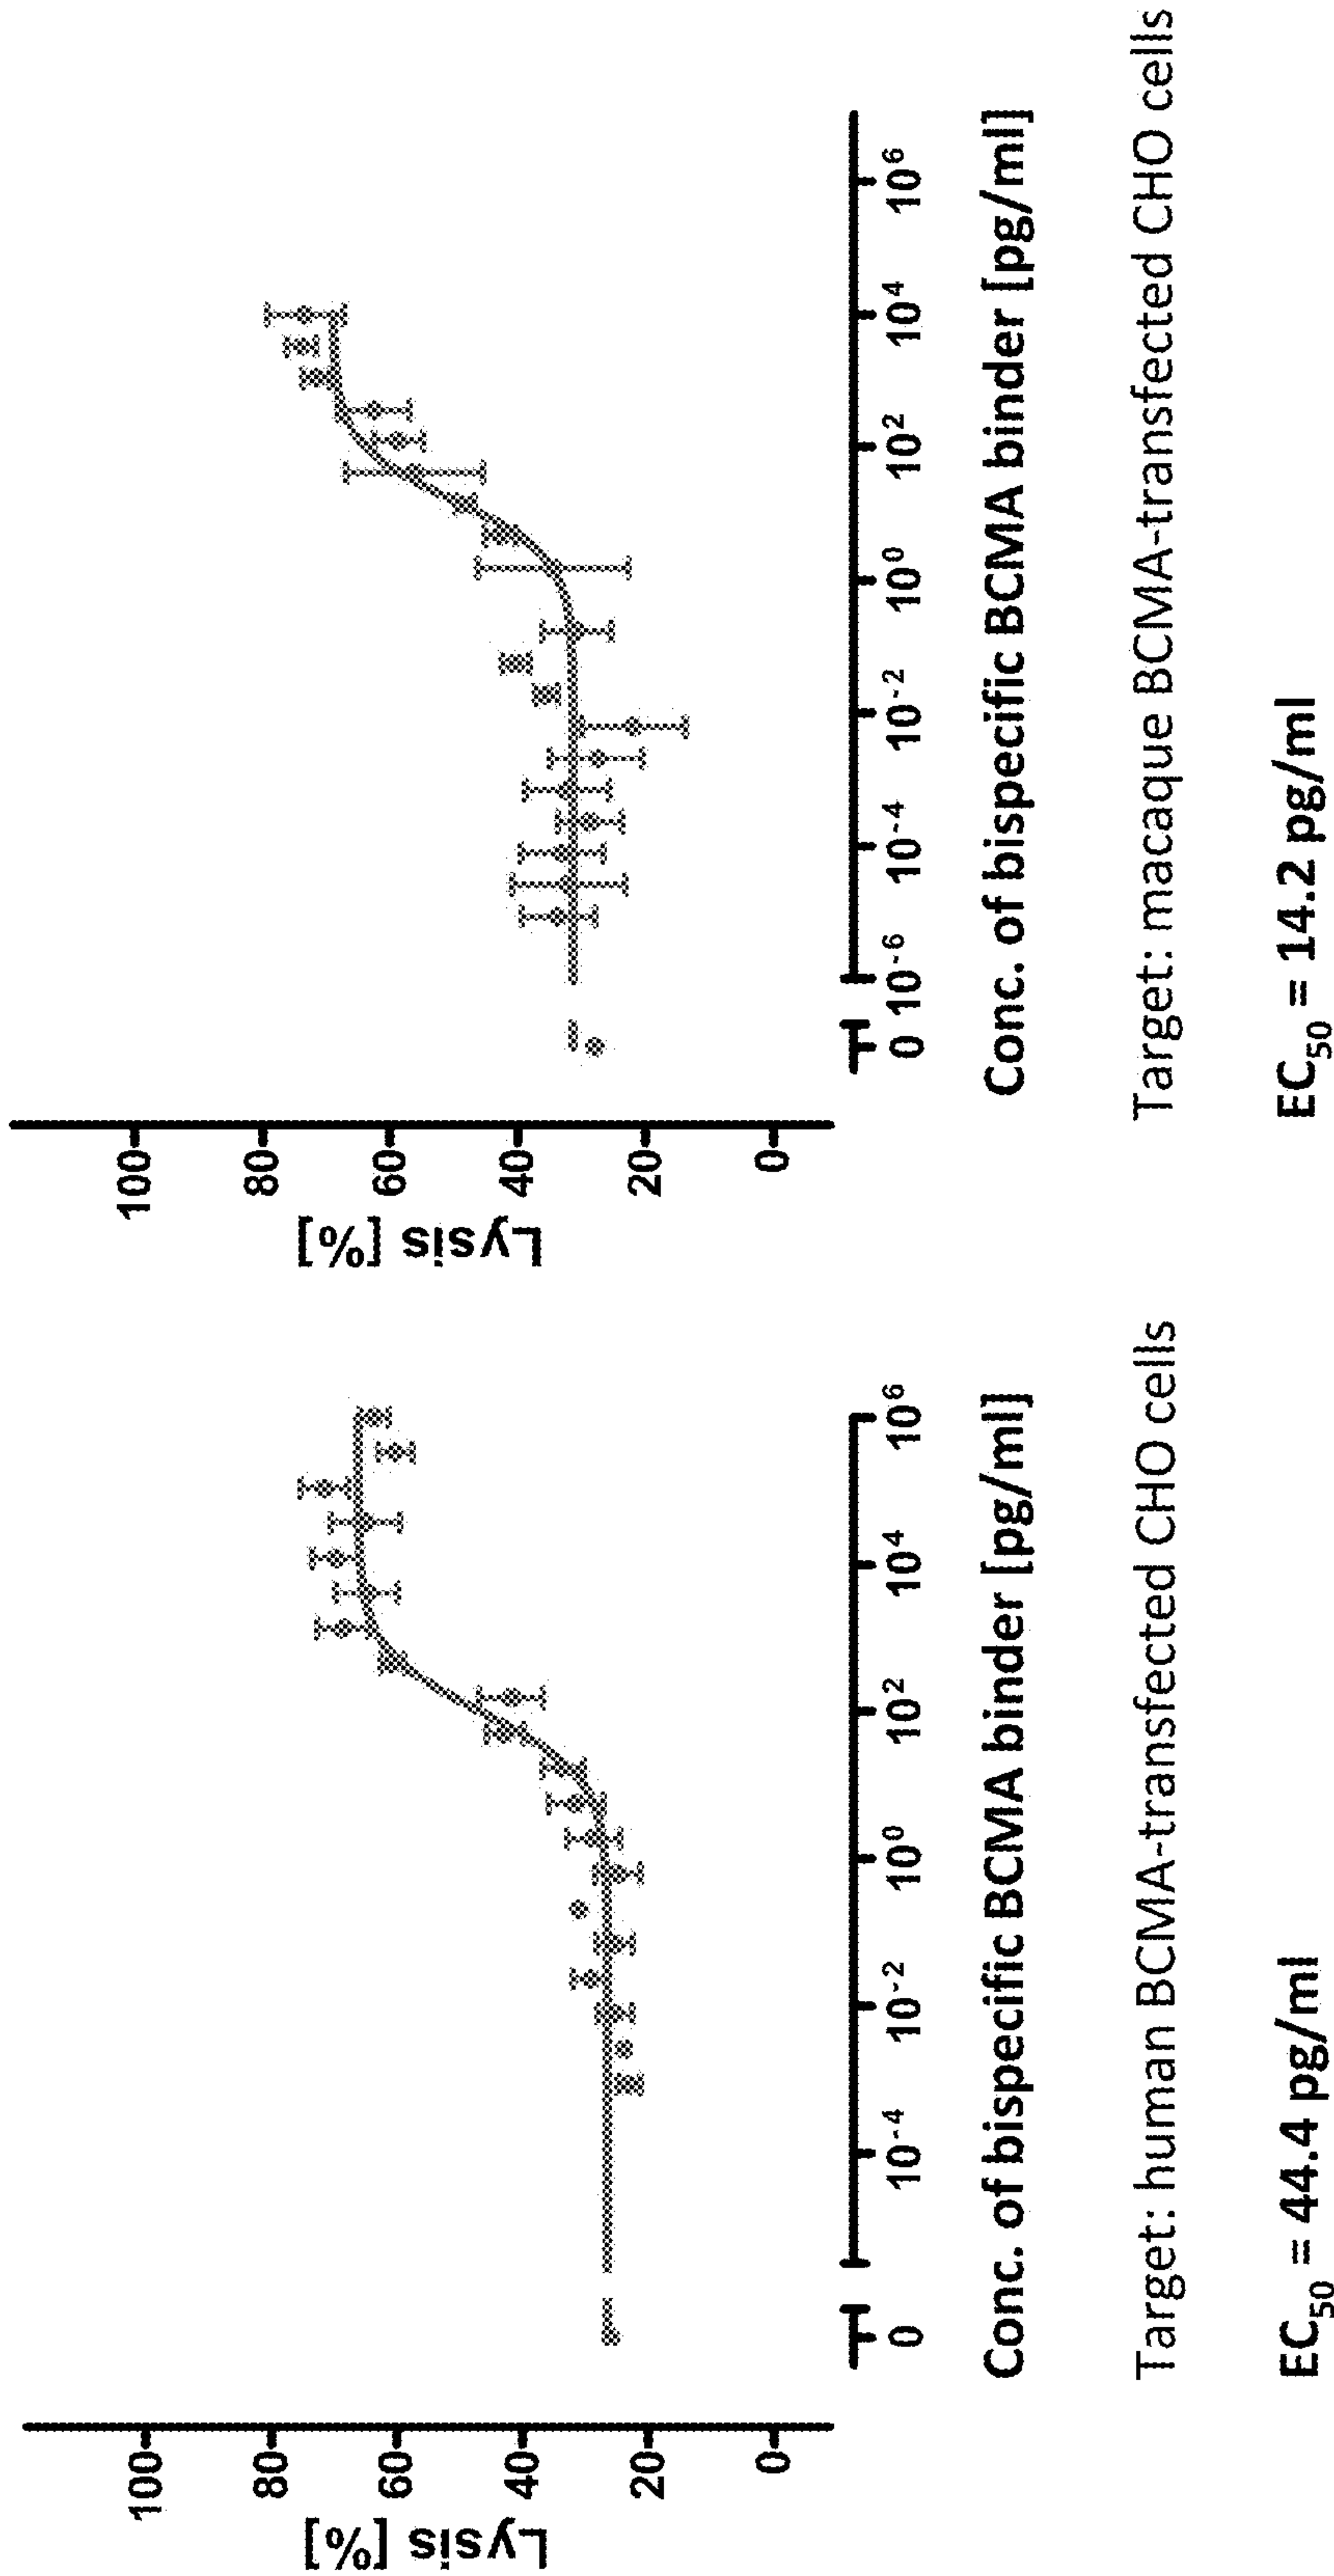 Lysis [%]
100
80
60
40
20
0
0 10⁻⁴ 10⁻² 10⁰ 10² 10⁴ 10⁶
Conc. of bispecific BCMA binder [pg/ml]
Target: human BCMA-transfected CHO cells
EC₅₀ = 44.4 pg/ml
Lysis [%]
100
80
60
40
20
0
0 10⁻⁶ 10⁻⁴ 10⁻² 10⁰ 10² 10⁴ 10⁶
Conc. of bispecific BCMA binder [pg/ml]
Target: macaque BCMA-transfected CHO cells
EC₅₀ = 14.2 pg/ml